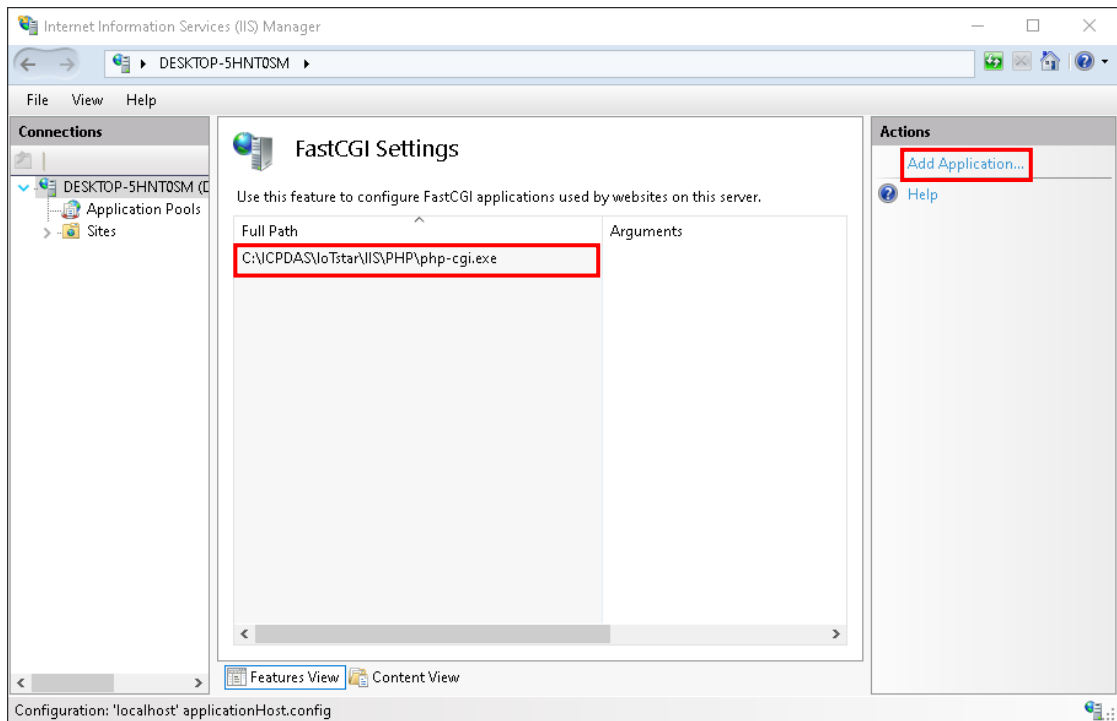 Internet Information Services (IIS) Manager
DESKTOP-5HNT0SM
File View Help
Connections
DESKTOP-5HNT0SM (D
Application Pools
Sites
FastCGI Settings
Use this feature to configure FastCGI applications used by websites on this server.
Full Path Arguments
C:\ICPDAS\IoTstar\IIS\PHP\php-cgi.exe
Features View Content View
Actions
Add Application...
Help
Configuration: 'localhost' applicationHost.config